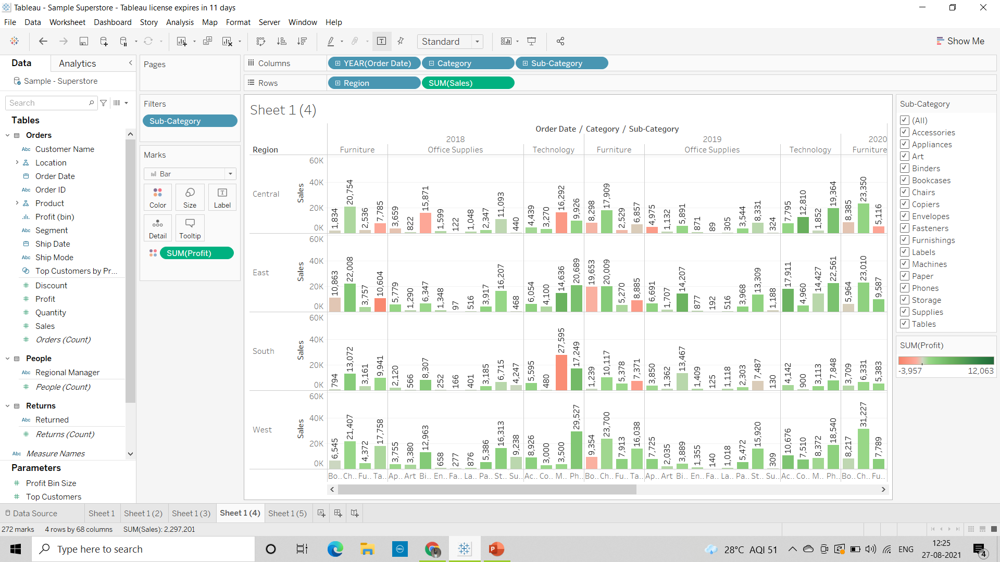 Tableau - Sample Superstore - Tableau license expires in 11 days
File Data Worksheet Dashboard Story Analysis Map Format Server Window Help
Standard
Show Me
Data Analytics
Sample - Superstore
Search
Tables
Orders
Abc Customer Name
Location
Order Date
Abc Order ID
Product
Profit (bin)
Abc Segment
Ship Date
Abc Ship Mode
Top Customers by Pr...
# Discount
# Profit
# Quantity
# Sales
# Orders (Count)
People
Abc Regional Manager
# People (Count)
Returns
Abc Returned
# Returns (Count)
Abc Measure Names
Parameters
# Profit Bin Size
# Top Customers
Pages
Filters
Sub-Category
Marks
Bar
Color Size Label
Detail Tooltip
SUM(Profit)
Columns YEAR(Order Date) Category Sub-Category
Rows Region SUM(Sales)
Sheet 1 (4)
Order Date / Category / Sub-Category
2018 2019 2020
Region Furniture Office Supplies Technology Furniture Office Supplies Technology Furniture
Central
Sales
60K
40K
20K
0K
1,834 20,754 2,536 7,785 3,659 822 15,871 1,599 122 1,048 2,347 11,093 440 4,439 3,270 16,292 9,926 8,298 17,909 2,529 6,857 4,975 1,132 5,891 871 89 305 3,544 8,331 324 7,795 12,810 1,852 19,364 8,385 23,350 5,116
East
Sales
60K
40K
20K
0K
10,863 22,008 3,757 10,604 5,779 1,290 6,347 1,348 97 516 3,917 16,207 468 6,054 4,100 14,636 20,689 19,653 20,009 5,270 8,885 6,691 1,707 14,207 877 192 516 3,968 13,309 1,188 17,911 4,960 14,427 22,561 5,964 23,010 9,587
South
Sales
60K
40K
20K
0K
794 13,072 3,161 9,941 2,120 566 8,307 252 166 401 3,185 6,715 4,247 5,595 480 27,595 17,249 1,239 10,117 5,378 7,371 3,850 1,362 13,467 1,409 125 1,118 2,303 7,487 130 4,142 900 3,113 7,848 3,709 6,331 5,383
West
Sales
60K
40K
20K
0K
6,545 21,407 4,372 17,758 3,755 3,380 12,963 658 277 876 5,386 16,313 9,238 8,926 3,000 3,500 29,527 9,354 23,700 7,913 16,038 7,725 2,035 3,889 1,355 140 1,018 5,472 15,920 309 10,676 7,510 8,372 18,540 8,217 31,227 7,789
Bo.. Ch.. Fu.. Ta.. Ap.. Art Bi.. En.. Fa.. La.. Pa.. St.. Su.. Ac.. Co.. M.. Ph.. Bo.. Ch.. Fu.. Ta.. Ap.. Art Bi.. En.. Fa.. La.. Pa.. St.. Su.. Ac.. Co.. M.. Ph.. Bo.. Ch.. Fu..
Sub-Category
(All)
Accessories
Appliances
Art
Binders
Bookcases
Chairs
Copiers
Envelopes
Fasteners
Furnishings
Labels
Machines
Paper
Phones
Storage
Supplies
Tables
SUM(Profit)
-3,957 12,063
Data Source Sheet 1 Sheet 1 (2) Sheet 1 (3) Sheet 1 (4) Sheet 1 (5)
272 marks 4 rows by 68 columns SUM(Sales): 2,297,201
Type here to search
DELL
28°C AQI 51
ENG
12:25
27-08-2021
4